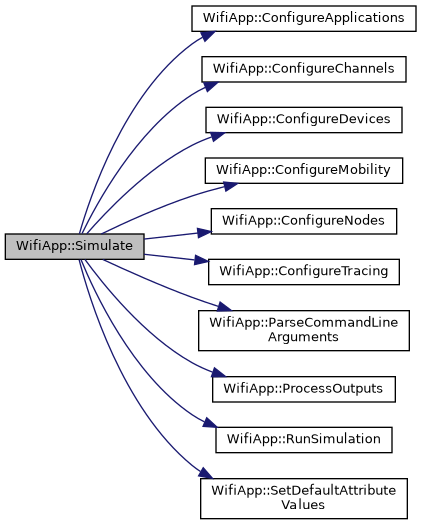 WifiApp::ConfigureApplications
WifiApp::ConfigureChannels
WifiApp::ConfigureDevices
WifiApp::ConfigureMobility
WifiApp::ConfigureNodes
WifiApp::Simulate
WifiApp::ConfigureTracing
WifiApp::ParseCommandLine
Arguments
WifiApp::ProcessOutputs
WifiApp::RunSimulation
WifiApp::SetDefaultAttribute
Values